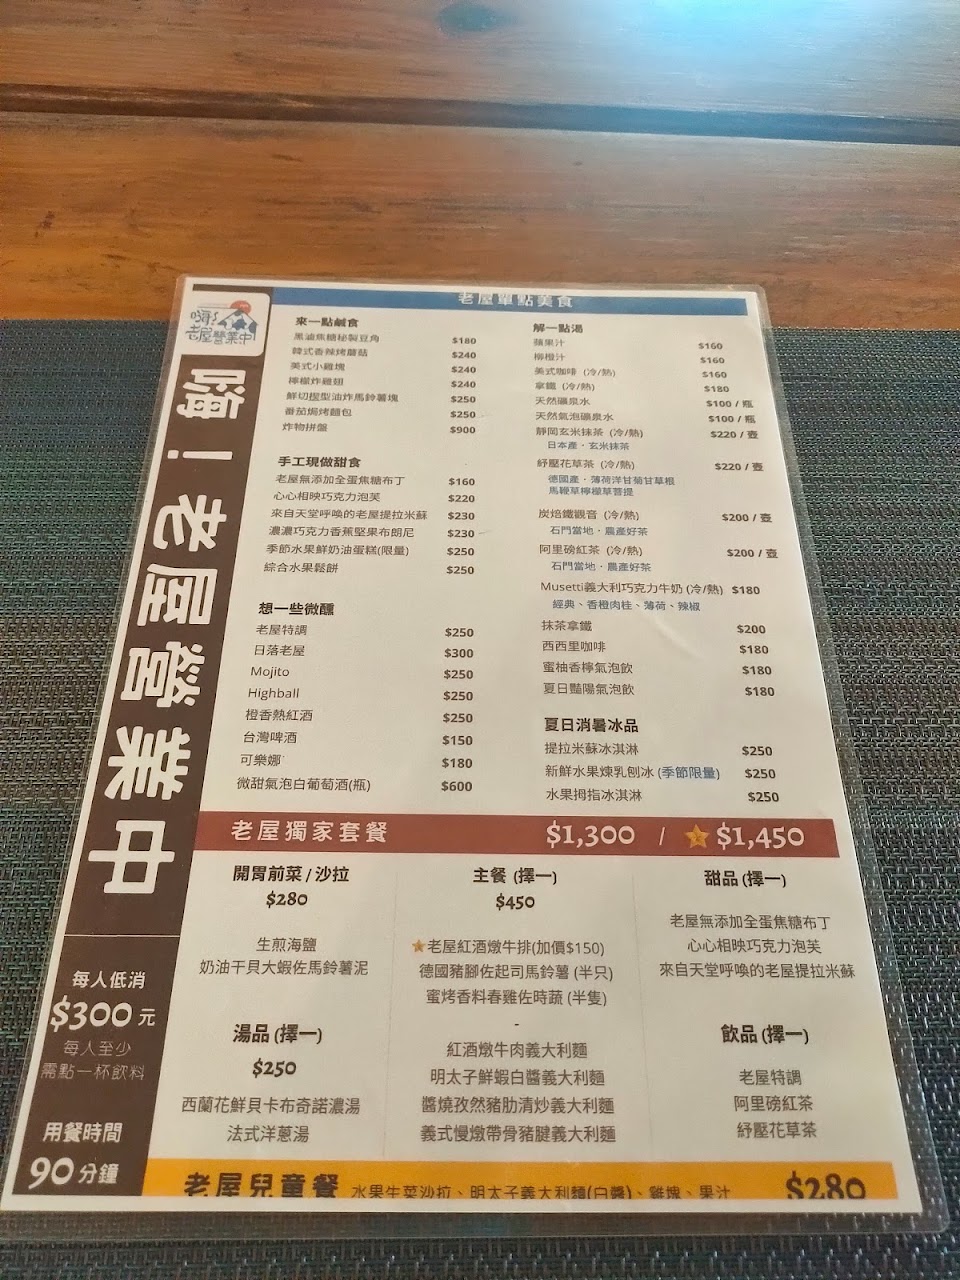 嗨!
老屋營業中
嗨！老屋營業中
每人低消
$300 元
每人至少
需點一杯飲料
用餐時間
90 分鐘
老屋單點美食
來一點鹹食
黑滷焦糖秘製豆角 $180
韓式香辣烤蘑菇 $240
美式小雞塊 $240
檸檬炸雞翅 $240
鮮切楔型油炸馬鈴薯塊 $250
番茄焗烤麵包 $250
炸物拼盤 $900
手工現做甜食
老屋無添加全蛋焦糖布丁 $160
心心相映巧克力泡芙 $220
來自天堂呼喚的老屋提拉米蘇 $230
濃濃巧克力香蕉堅果布朗尼 $230
季節水果鮮奶油蛋糕(限量) $250
綜合水果鬆餅 $250
想一些微醺
老屋特調 $250
日落老屋 $300
Mojito $250
Highball $250
橙香熱紅酒 $250
台灣啤酒 $150
可樂娜 $180
微甜氣泡白葡萄酒(瓶) $600
解一點渴
蘋果汁 $160
柳橙汁 $160
美式咖啡 (冷/熱) $160
拿鐵 (冷/熱) $180
天然礦泉水 $100 / 瓶
天然氣泡礦泉水 $100 / 瓶
靜岡玄米抹茶 (冷/熱) $220 / 壺
日本產・玄米抹茶
紓壓花草茶 (冷/熱) $220 / 壺
德國產・薄荷洋甘菊甘草根
馬鞭草檸檬草菩提
炭焙鐵觀音 (冷/熱) $200 / 壺
石門當地・農產好茶
阿里磅紅茶 (冷/熱) $200 / 壺
石門當地・農產好茶
Musetti義大利巧克力牛奶 (冷/熱) $180
經典、香橙肉桂、薄荷、辣椒
抹茶拿鐵 $200
西西里咖啡 $180
蜜柚香檸氣泡飲 $180
夏日豔陽氣泡飲 $180
夏日消暑冰品
提拉米蘇冰淇淋 $250
新鮮水果煉乳刨冰 (季節限量) $250
水果拇指冰淇淋 $250
老屋獨家套餐 $1,300 / ★ $1,450
開胃前菜 / 沙拉
$280
生煎海鹽
奶油干貝大蝦佐馬鈴薯泥
湯品 (擇一)
$250
西蘭花鮮貝卡布奇諾濃湯
法式洋蔥湯
主餐 (擇一)
$450
★老屋紅酒燉牛排(加價$150)
德國豬腳佐起司馬鈴薯 (半只)
蜜烤香料春雞佐時蔬 (半隻)
-
紅酒燉牛肉義大利麵
明太子鮮蝦白醬義大利麵
醬燒孜然豬肋清炒義大利麵
義式慢燉帶骨豬腱義大利麵
甜品 (擇一)
老屋無添加全蛋焦糖布丁
心心相映巧克力泡芙
來自天堂呼喚的老屋提拉米蘇
飲品 (擇一)
老屋特調
阿里磅紅茶
紓壓花草茶
老屋兒童餐 水果生菜沙拉、明太子義大利麵(白醬)、雞塊、果汁 $280